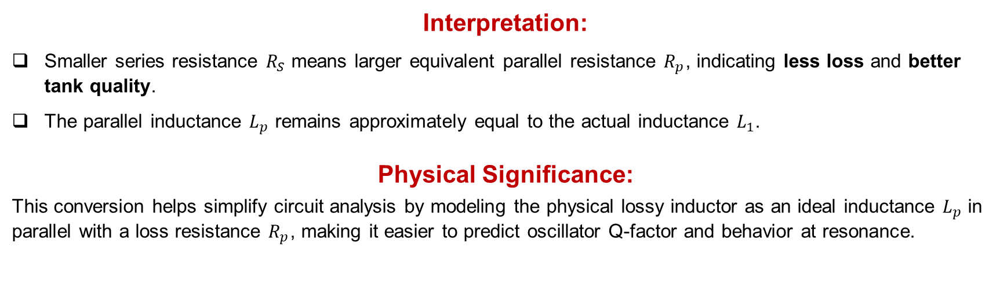 Interpretation:
❑ Smaller series resistance R_S means larger equivalent parallel resistance R_p, indicating less loss and better
tank quality.
❑ The parallel inductance L_p remains approximately equal to the actual inductance L_1.
Physical Significance:
This conversion helps simplify circuit analysis by modeling the physical lossy inductor as an ideal inductance L_p in
parallel with a loss resistance R_p, making it easier to predict oscillator Q-factor and behavior at resonance.